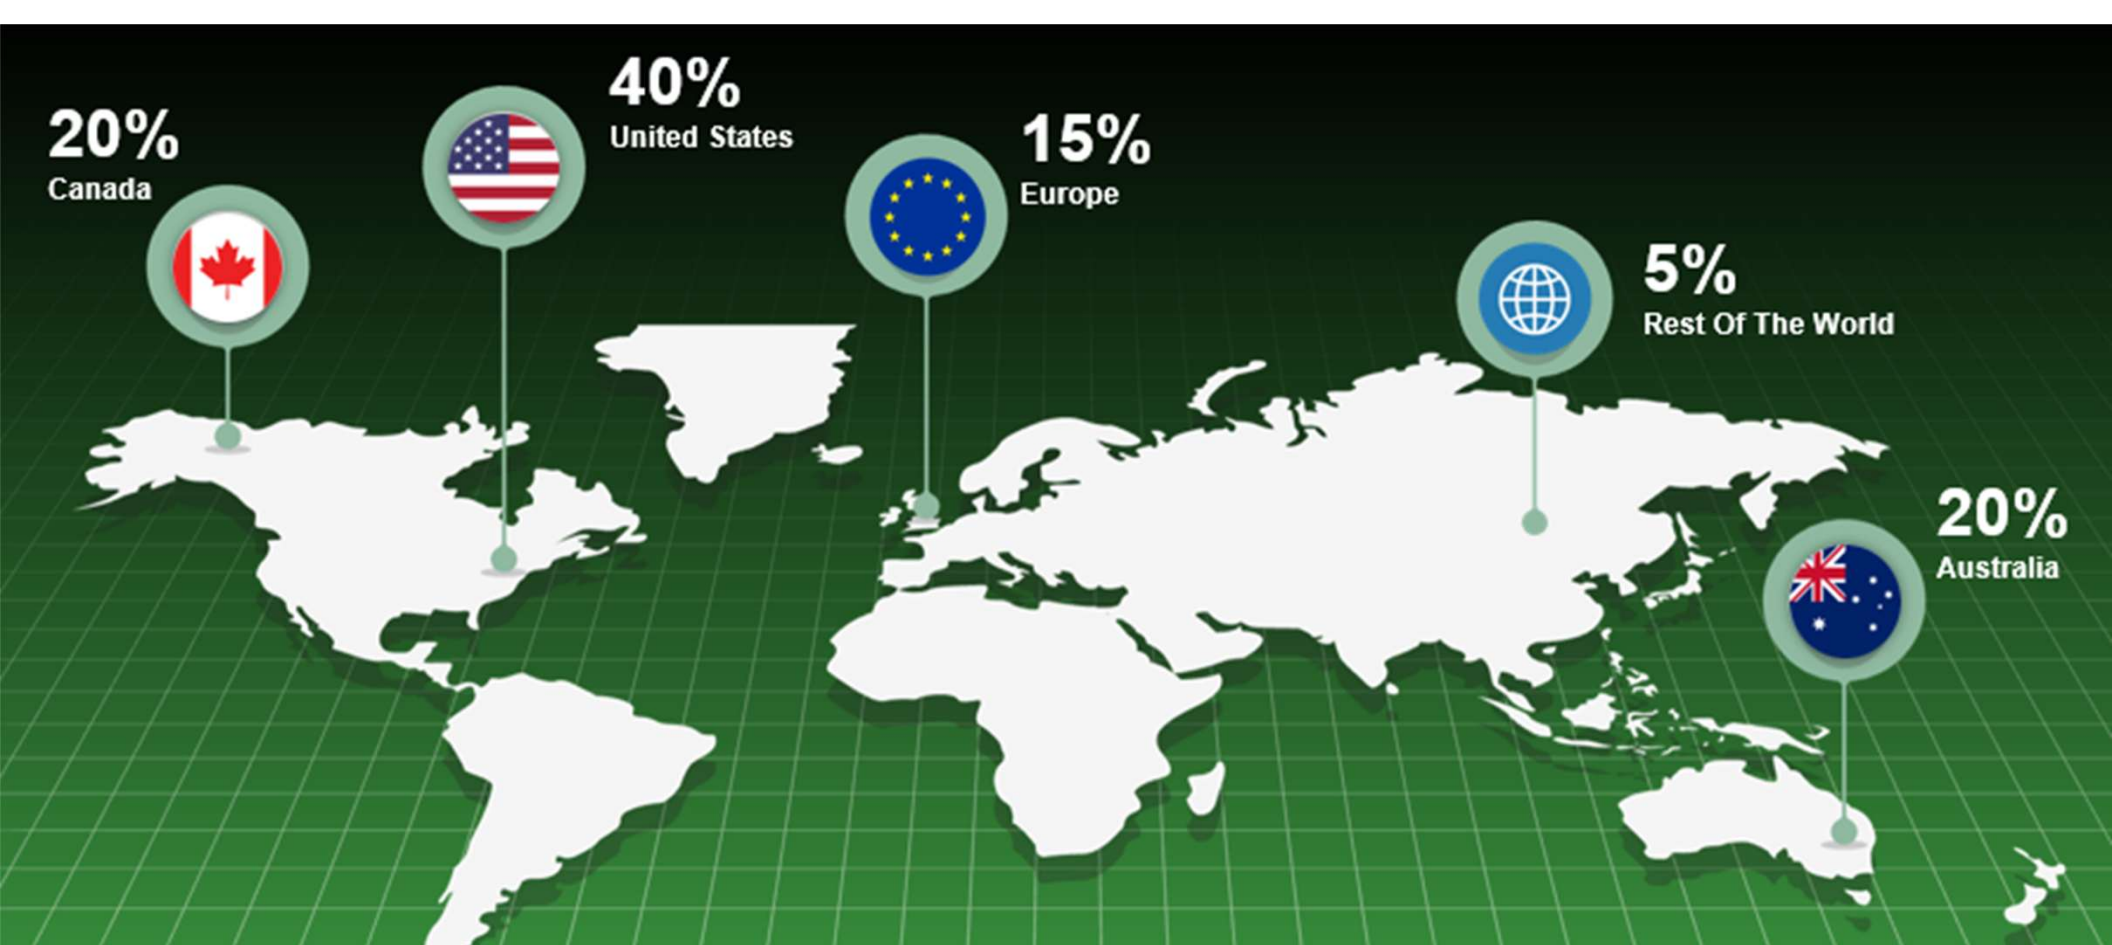 20%
Canada
40%
United States
15%
Europe
5%
Rest Of The World
20%
Australia